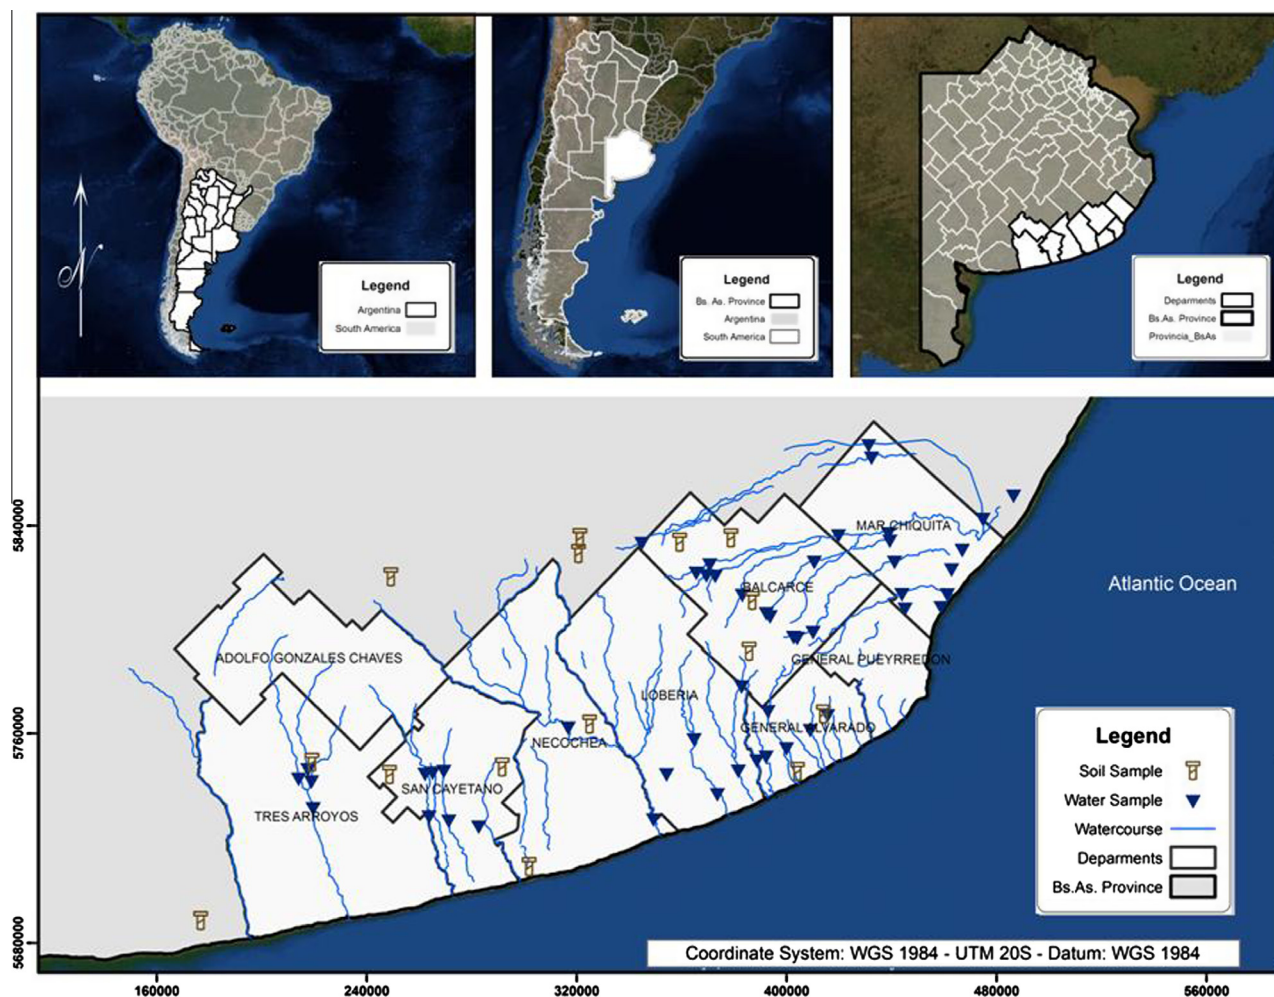 N
Legend
Argentina
South America
Legend
Bs. As. Province
Argentina
South America
Legend
Deparments
Bs.As. Province
Provincia_BsAs
5840000
5760000
5680000
MAR CHIQUITA
BALCARCE
Atlantic Ocean
ADOLFO GONZALES CHAVES
GENERAL PUEYRREDON
LOBERIA
GENERAL ALVARADO
NECOCHEA
SAN CAYETANO
TRES ARROYOS
Legend
Soil Sample
Water Sample
Watercourse
Deparments
Bs.As. Province
Coordinate System: WGS 1984 - UTM 20S - Datum: WGS 1984
160000
240000
320000
400000
480000
560000